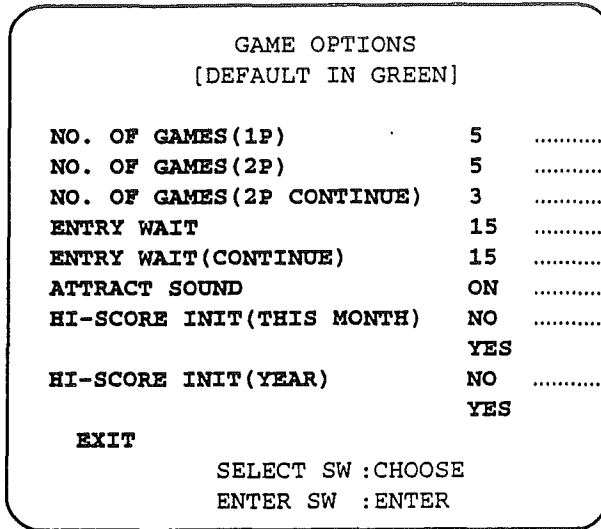 GAME OPTIONS
[DEFAULT IN GREEN]
NO. OF GAMES(1P) 5 ...........
NO. OF GAMES(2P) 5 ...........
NO. OF GAMES(2P CONTINUE) 3 ...........
ENTRY WAIT 15 ...........
ENTRY WAIT(CONTINUE) 15 ...........
ATTRACT SOUND ON ...........
HI-SCORE INIT(THIS MONTH) NO ...........
YES
HI-SCORE INIT(YEAR) NO ...........
YES
EXIT
SELECT SW :CHOOSE
ENTER SW :ENTER